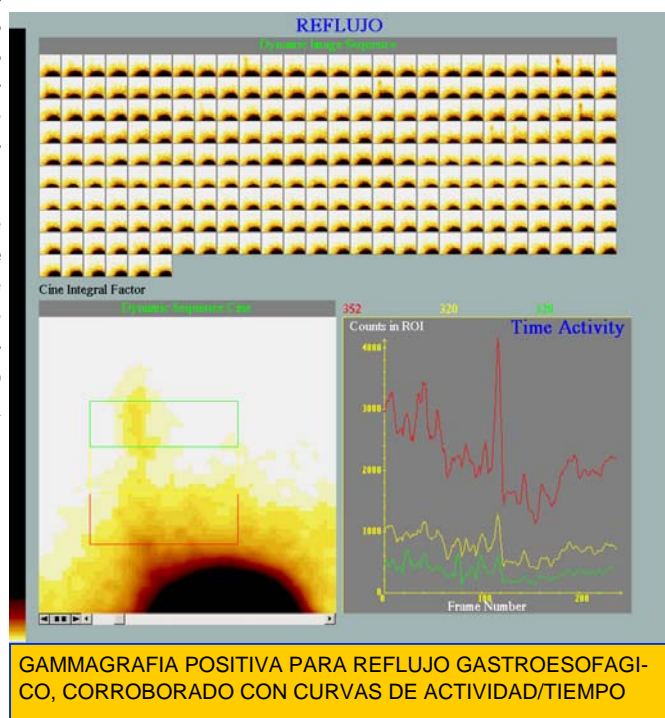 REFLUJO
Dynamic Image Sequence
Cine Integral Factor
Dynamic Sequence Cine
352 320 320
Counts in ROI Time Activity
4000
3000
2000
1000
0
0 100 200
Frame Number
GAMMAGRAFIA POSITIVA PARA REFLUJO GASTROESOFAGI-
CO, CORROBORADO CON CURVAS DE ACTIVIDAD/TIEMPO